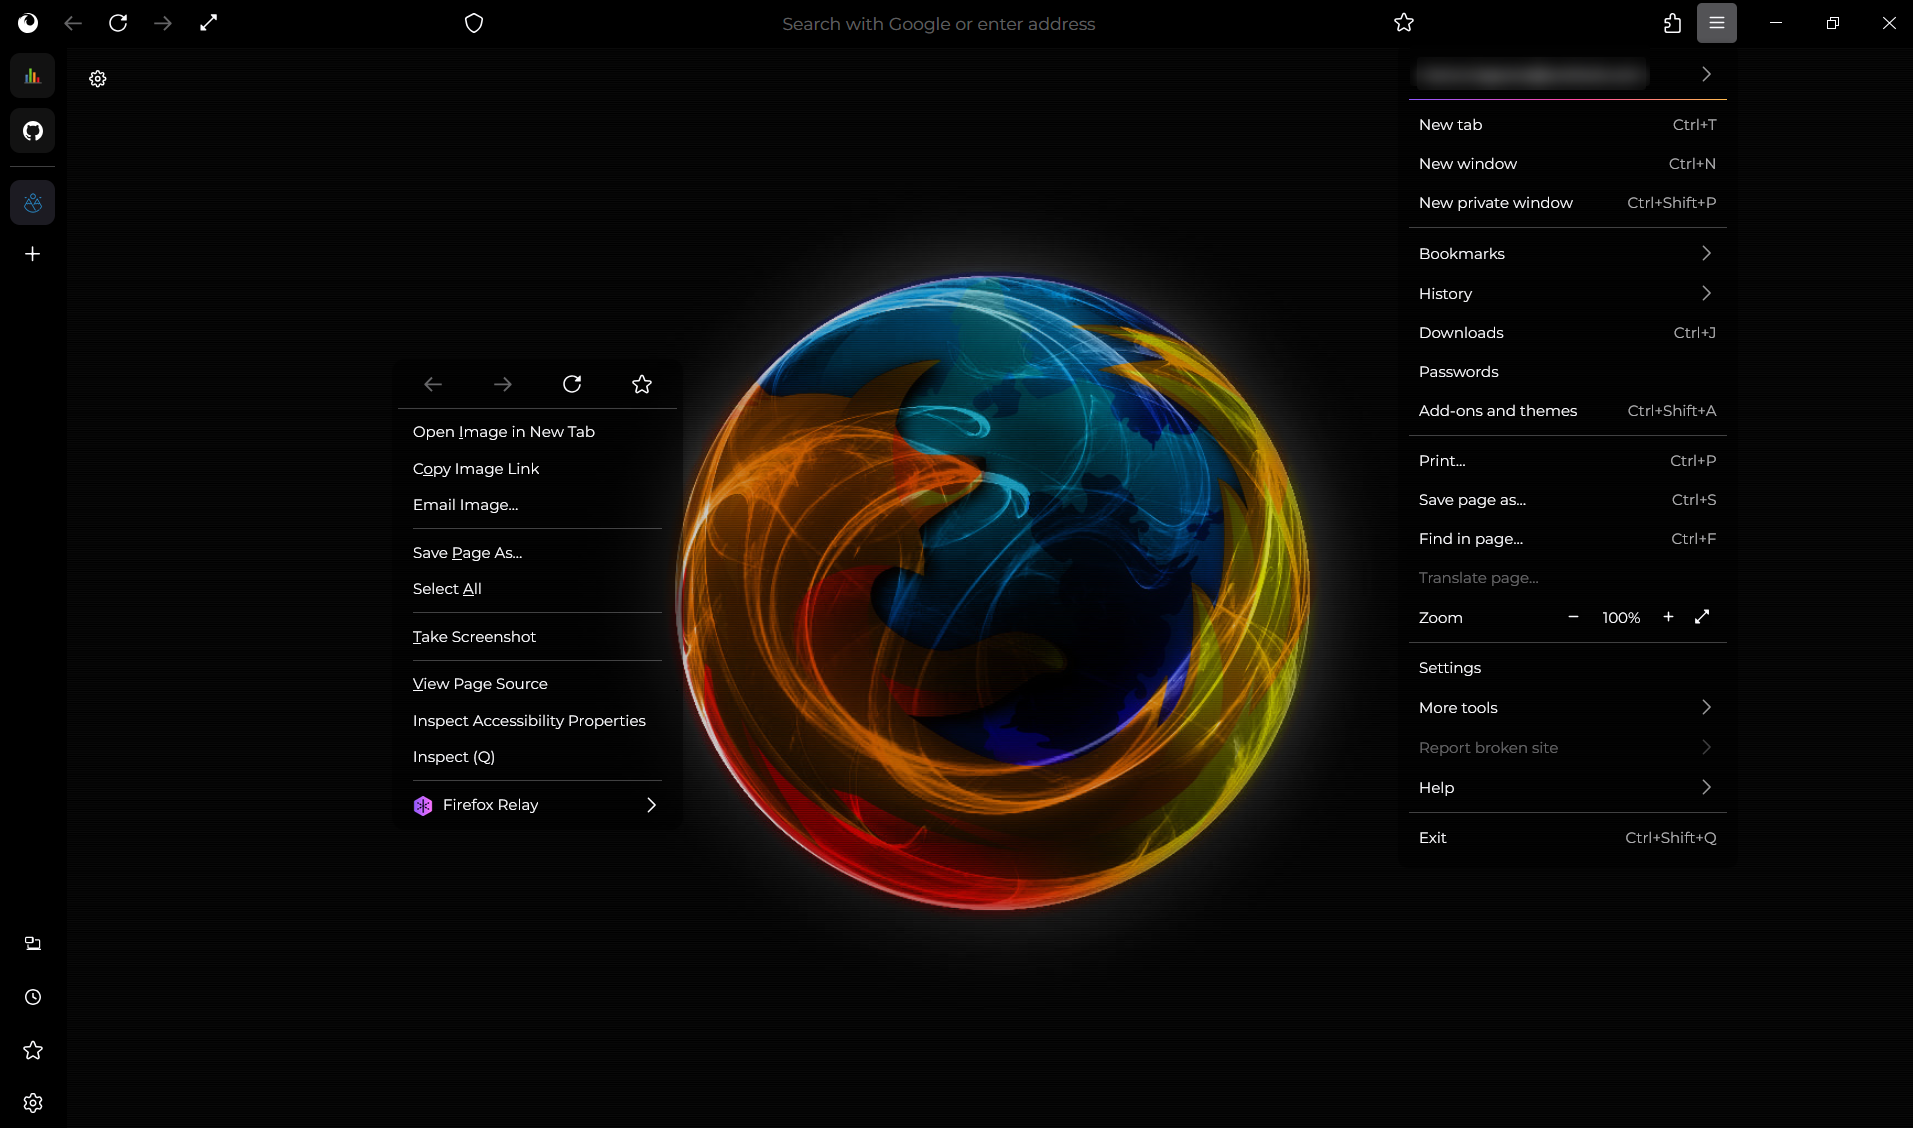 Search with Google or enter address
New tab Ctrl+T
New window Ctrl+N
New private window Ctrl+Shift+P
Bookmarks
History
Downloads Ctrl+J
Passwords
Add-ons and themes Ctrl+Shift+A
Print... Ctrl+P
Save page as... Ctrl+S
Find in page... Ctrl+F
Translate page...
Zoom − 100% +
Settings
More tools
Report broken site
Help
Exit Ctrl+Shift+Q
Open Image in New Tab
Copy Image Link
Email Image...
Save Page As...
Select All
Take Screenshot
View Page Source
Inspect Accessibility Properties
Inspect (Q)
Firefox Relay